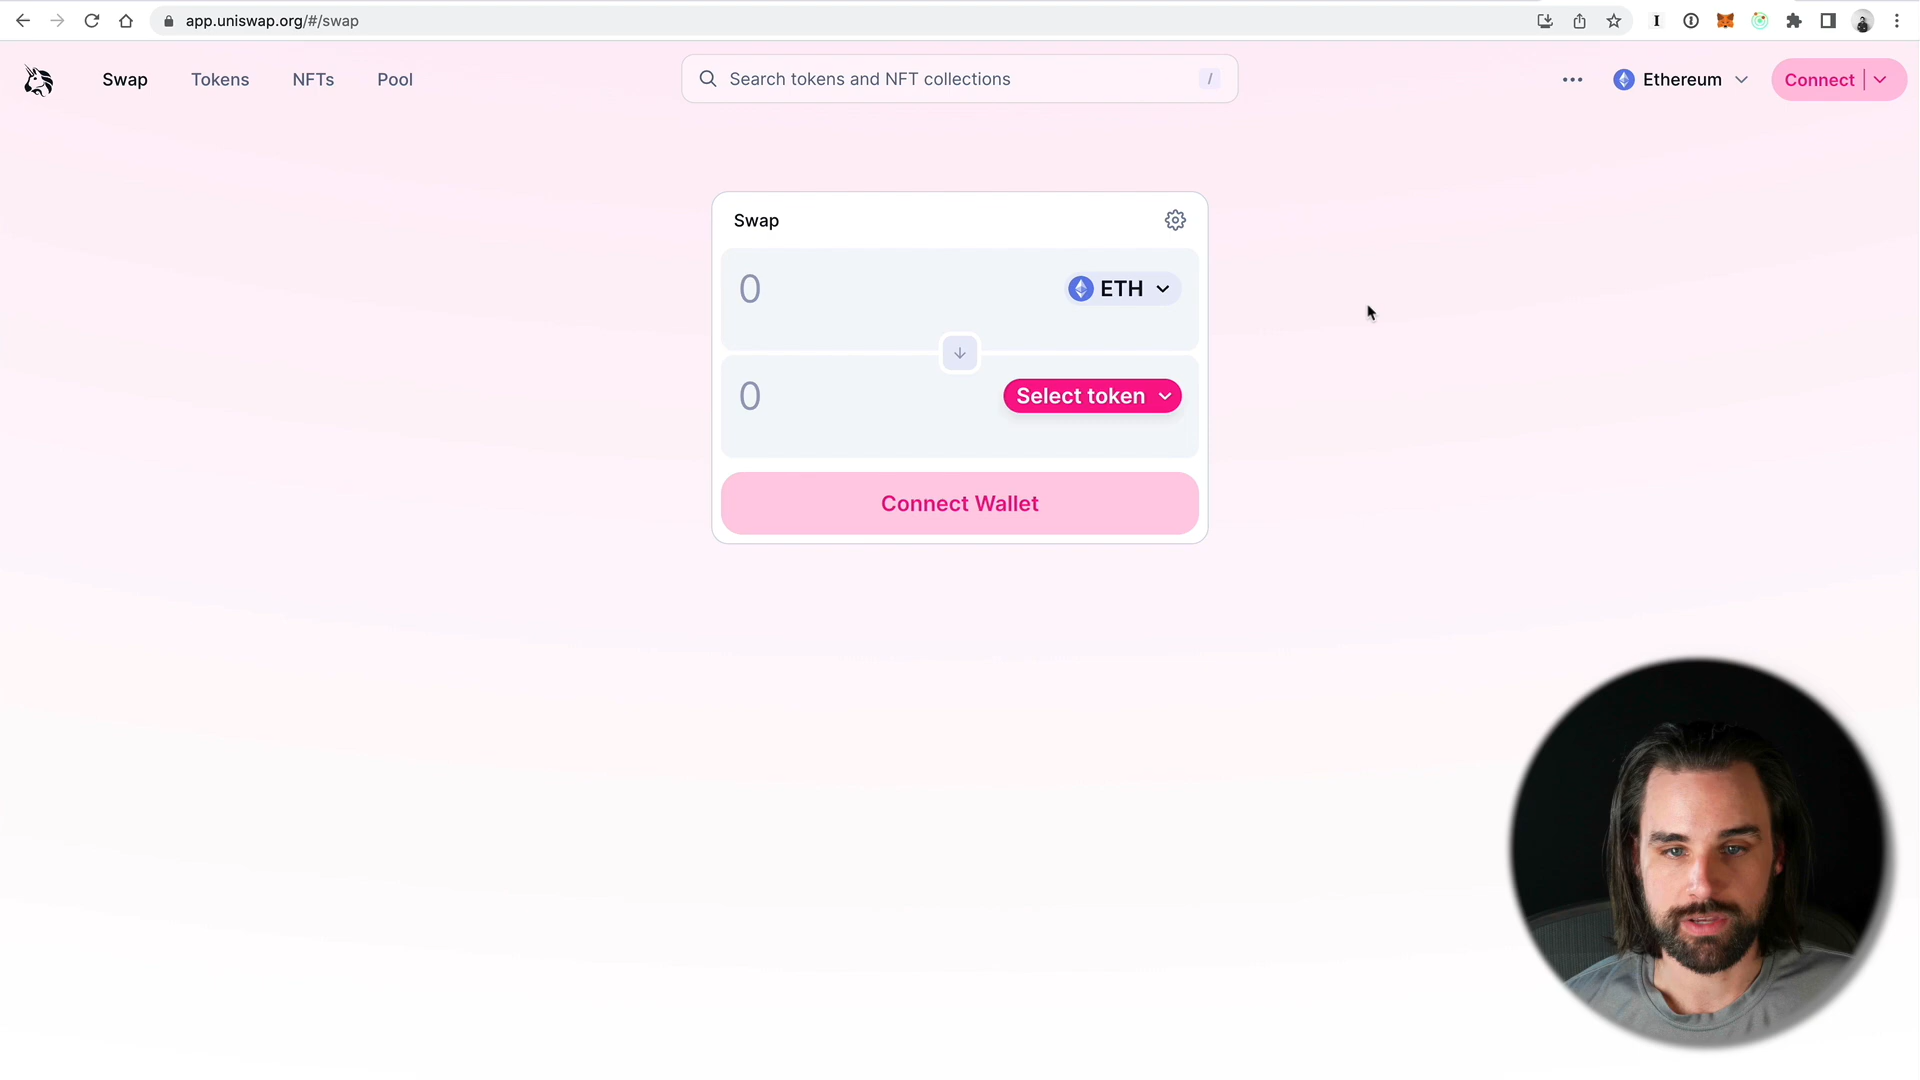 app.uniswap.org/#/swap
Swap
Tokens
NFTs
Pool
Search tokens and NFT collections
/
Ethereum
Connect
Swap
0
ETH
0
Select token
Connect Wallet